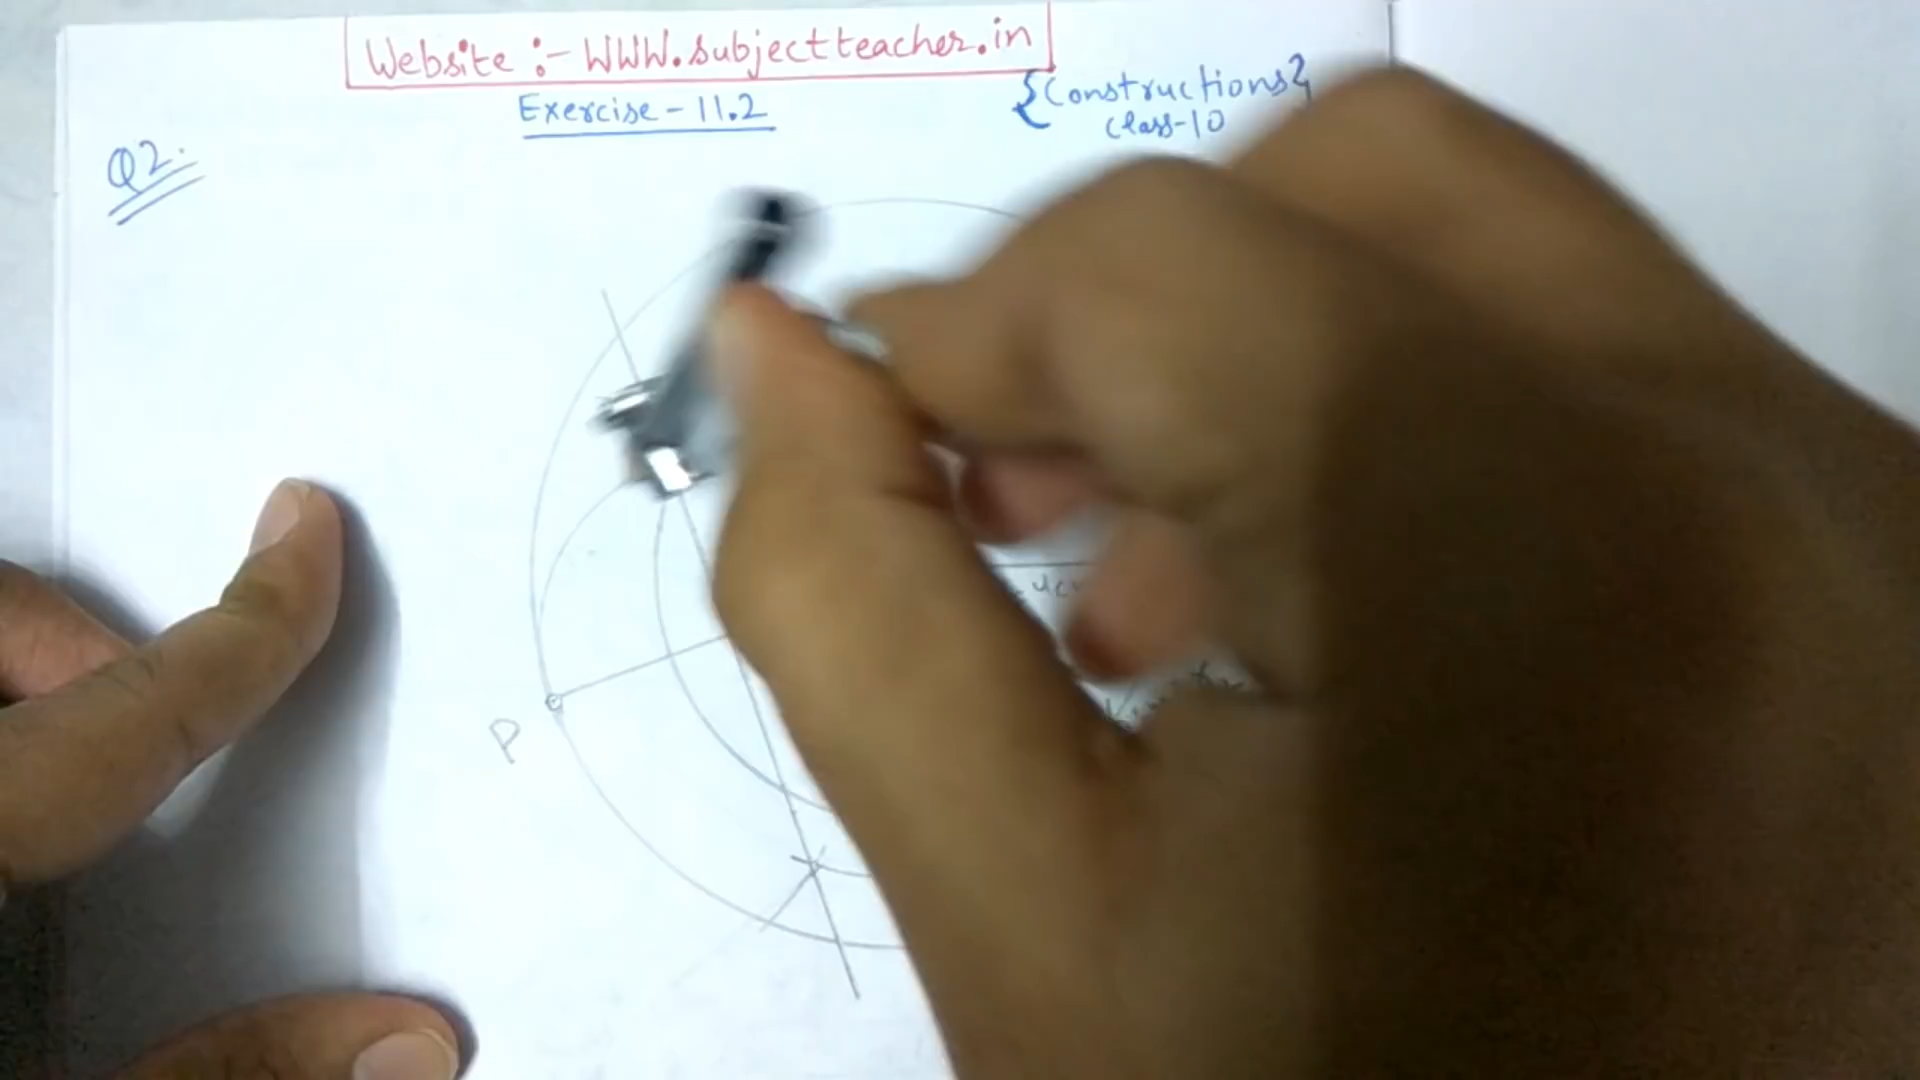 Website :- WWW.subjectteacher.in
Exercise - 11.2
{Constructions}
Class-10
Q2.
P